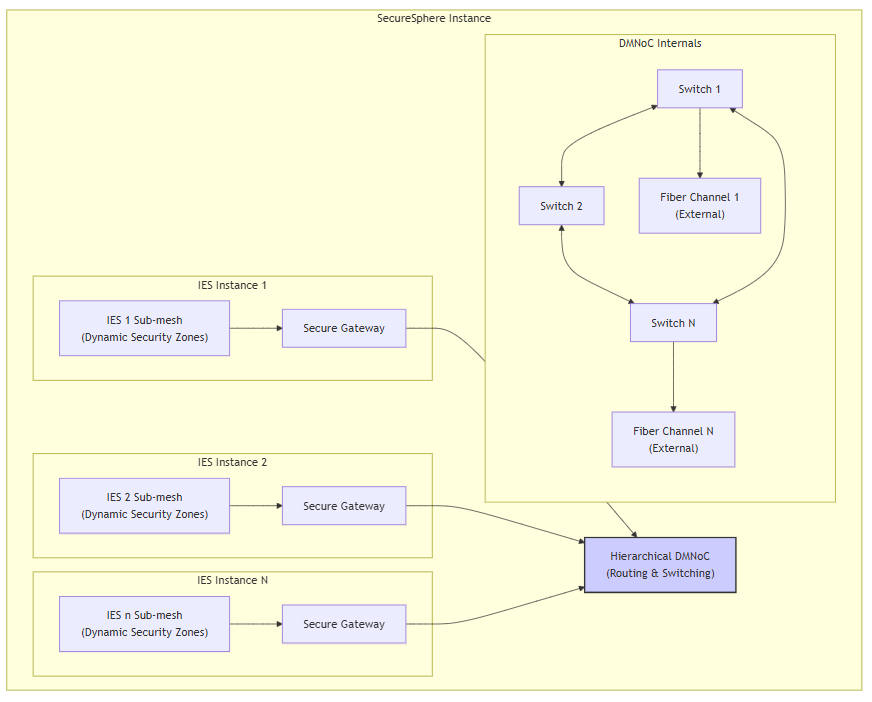 SecureSphere Instance
DMNoC Internals
Switch 1
Switch 2
Fiber Channel 1
(External)
Switch N
Fiber Channel N
(External)
IES Instance 1
IES 1 Sub-mesh
(Dynamic Security Zones)
Secure Gateway
IES Instance 2
IES 2 Sub-mesh
(Dynamic Security Zones)
Secure Gateway
Hierarchical DMNoC
(Routing & Switching)
IES Instance N
IES n Sub-mesh
(Dynamic Security Zones)
Secure Gateway